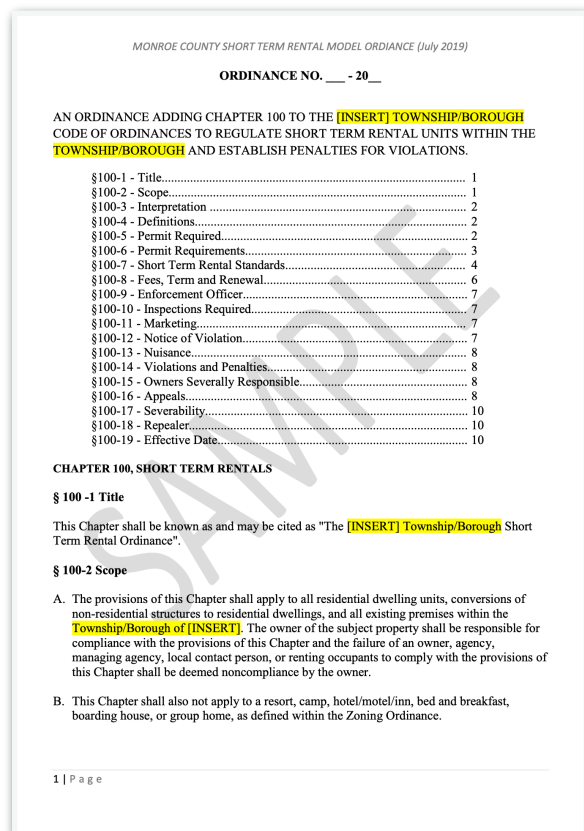 MONROE COUNTY SHORT TERM RENTAL MODEL ORDIANCE (July 2019)
ORDINANCE NO. ___ - 20__
AN ORDINANCE ADDING CHAPTER 100 TO THE [INSERT] TOWNSHIP/BOROUGH
CODE OF ORDINANCES TO REGULATE SHORT TERM RENTAL UNITS WITHIN THE
TOWNSHIP/BOROUGH AND ESTABLISH PENALTIES FOR VIOLATIONS.
§100-1 - Title.......................................................................... 1
§100-2 - Scope......................................................................... 1
§100-3 - Interpretation ............................................................... 2
§100-4 - Definitions.................................................................. 2
§100-5 - Permit Required............................................................ 2
§100-6 - Permit Requirements...................................................... 3
§100-7 - Short Term Rental Standards............................................ 4
§100-8 - Fees, Term and Renewal.................................................. 6
§100-9 - Enforcement Officer....................................................... 7
§100-10 - Inspections Required..................................................... 7
§100-11 - Marketing.................................................................. 7
§100-12 - Notice of Violation....................................................... 7
§100-13 - Nuisance................................................................... 8
§100-14 - Violations and Penalties................................................. 8
§100-15 - Owners Severally Responsible......................................... 8
§100-16 - Appeals..................................................................... 8
§100-17 - Severability................................................................ 10
§100-18 - Repealer.................................................................... 10
§100-19 - Effective Date............................................................. 10
CHAPTER 100, SHORT TERM RENTALS
§ 100 -1 Title
This Chapter shall be known as and may be cited as "The [INSERT] Township/Borough Short
Term Rental Ordinance".
§ 100-2 Scope
A. The provisions of this Chapter shall apply to all residential dwelling units, conversions of
non-residential structures to residential dwellings, and all existing premises within the
Township/Borough of [INSERT]. The owner of the subject property shall be responsible for
compliance with the provisions of this Chapter and the failure of an owner, agency,
managing agency, local contact person, or renting occupants to comply with the provisions of
this Chapter shall be deemed noncompliance by the owner.
B. This Chapter shall also not apply to a resort, camp, hotel/motel/inn, bed and breakfast,
boarding house, or group home, as defined within the Zoning Ordinance.
1 | Page
SAMPLE